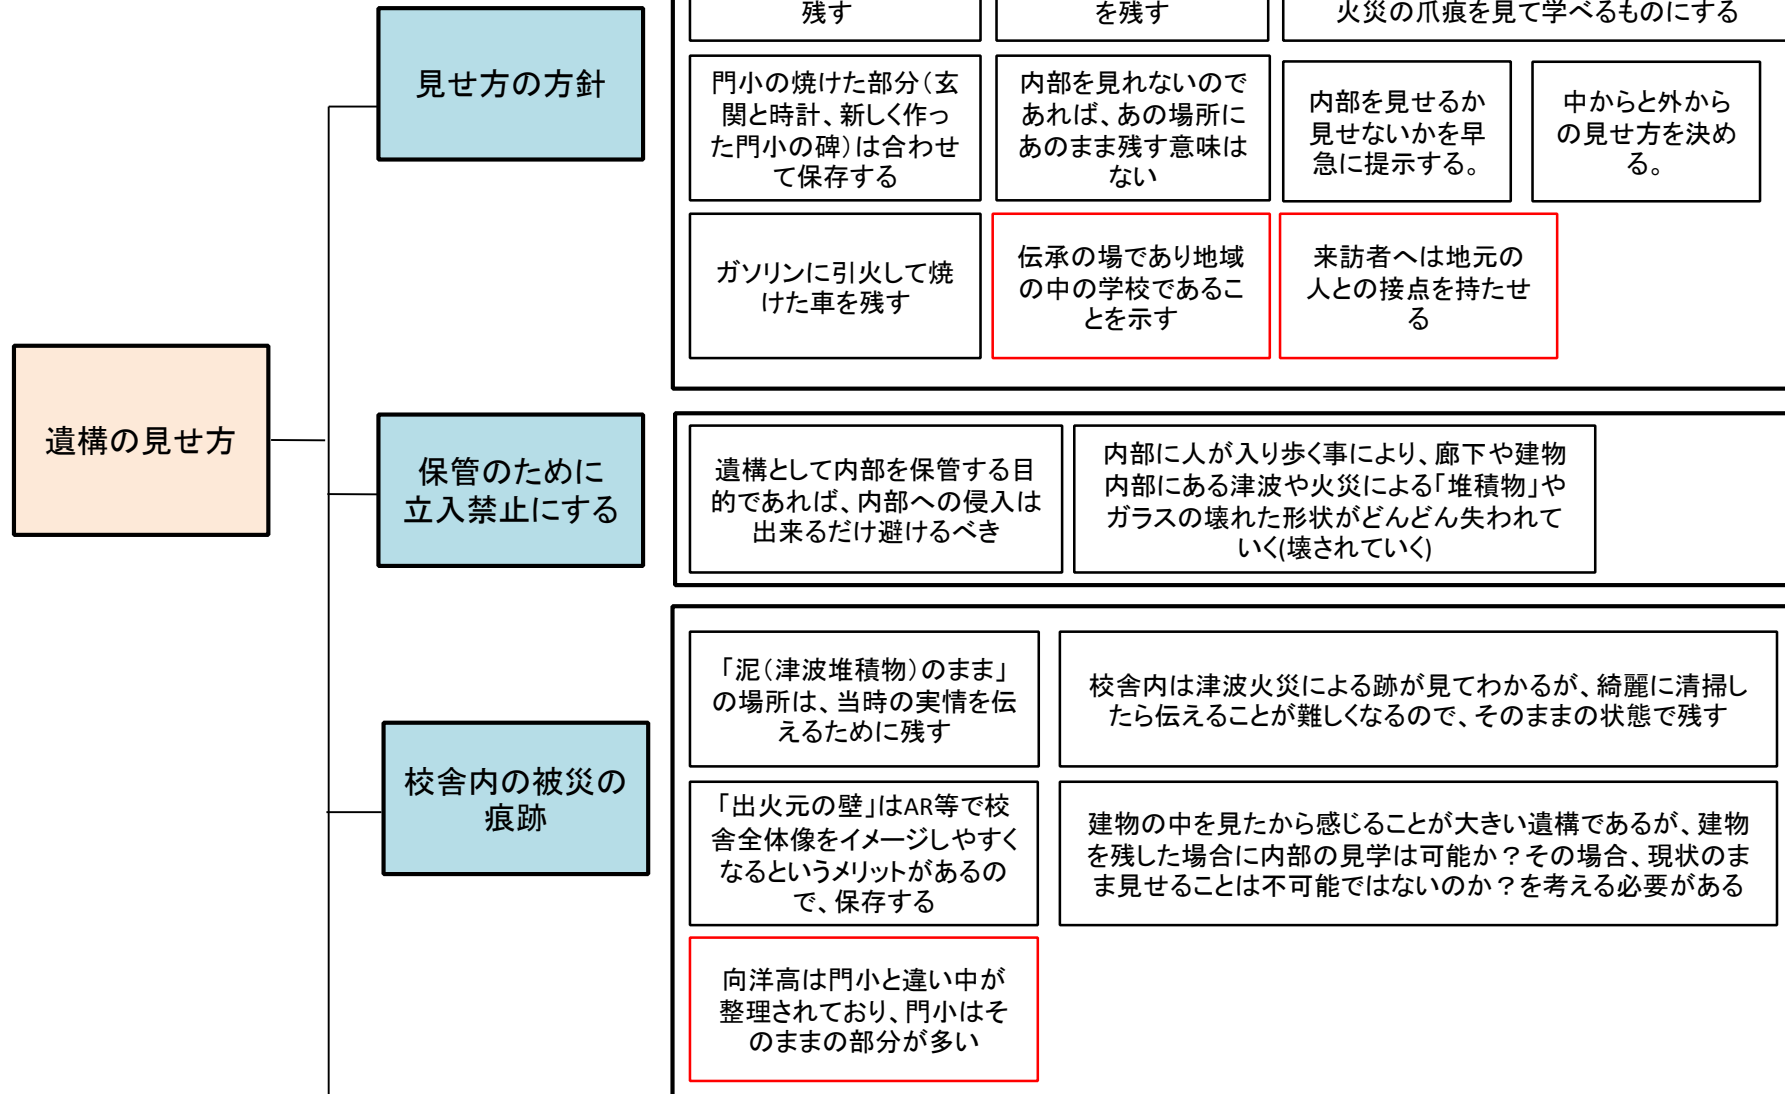 残す
を残す
火災の爪痕を見て学べるものにする
見せ方の方針
門小の焼けた部分（玄
関と時計、新しく作っ
た門小の碑）は合わせ
て保存する
内部を見れないので
あれば、あの場所に
あのまま残す意味は
ない
内部を見せるか
見せないかを早
急に提示する。
中からと外から
の見せ方を決め
る。
ガソリンに引火して焼
けた車を残す
伝承の場であり地域
の中の学校であるこ
とを示す
来訪者へは地元の
人との接点を持たせ
る
遺構の見せ方
保管のために
立入禁止にする
遺構として内部を保管する目
的であれば、内部への侵入は
出来るだけ避けるべき
内部に人が入り歩く事により、廊下や建物
内部にある津波や火災による「堆積物」や
ガラスの壊れた形状がどんどん失われて
いく(壊されていく)
校舎内の被災の
痕跡
「泥（津波堆積物）のまま」
の場所は、当時の実情を伝
えるために残す
校舎内は津波火災による跡が見てわかるが、綺麗に清掃し
たら伝えることが難しくなるので、そのままの状態で残す
「出火元の壁」はAR等で校
舎全体像をイメージしやすく
なるというメリットがあるの
で、保存する
建物の中を見たから感じることが大きい遺構であるが、建物
を残した場合に内部の見学は可能か？その場合、現状のま
ま見せることは不可能ではないのか？を考える必要がある
向洋高は門小と違い中が
整理されており、門小はそ
のままの部分が多い